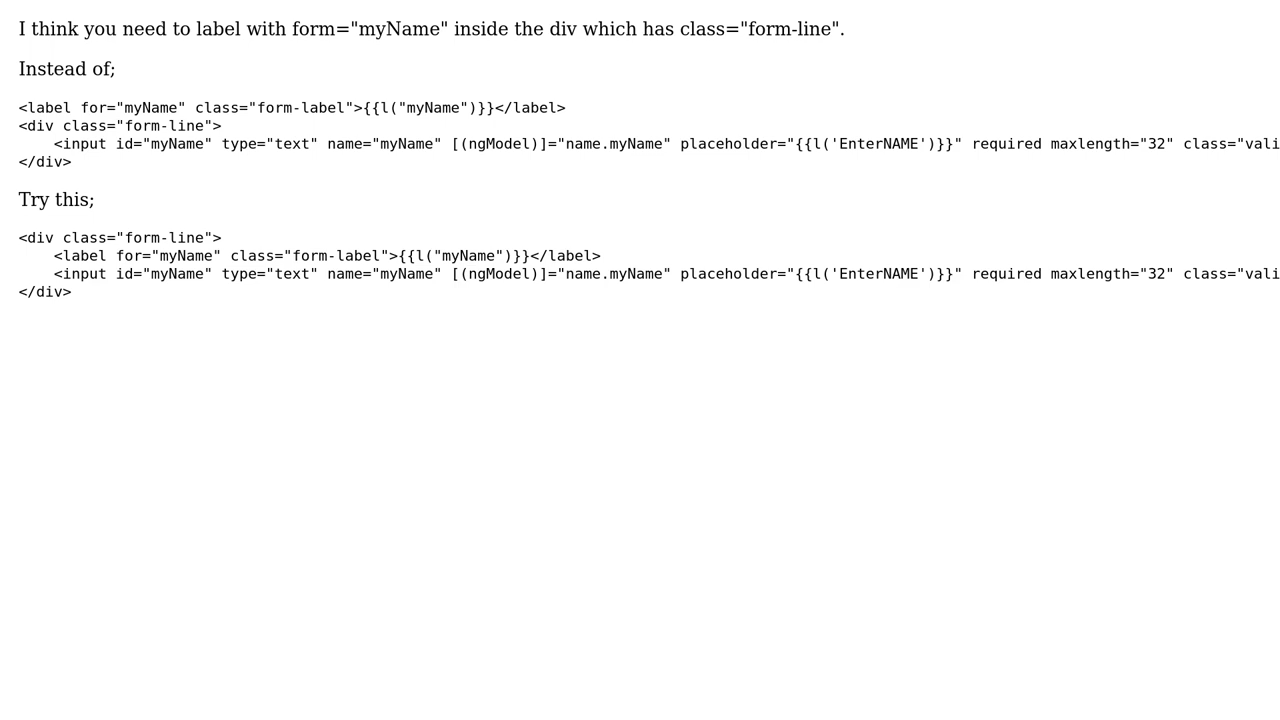 I think you need to label with form="myName" inside the div which has class="form-line".
Instead of;
<label for="myName" class="form-label">{{l("myName")}}</label>
<div class="form-line">
    <input id="myName" type="text" name="myName" [(ngModel)]="name.myName" placeholder="{{l('EnterNAME')}}" required maxlength="32" class="vali
</div>
Try this;
<div class="form-line">
    <label for="myName" class="form-label">{{l("myName")}}</label>
    <input id="myName" type="text" name="myName" [(ngModel)]="name.myName" placeholder="{{l('EnterNAME')}}" required maxlength="32" class="vali
</div>